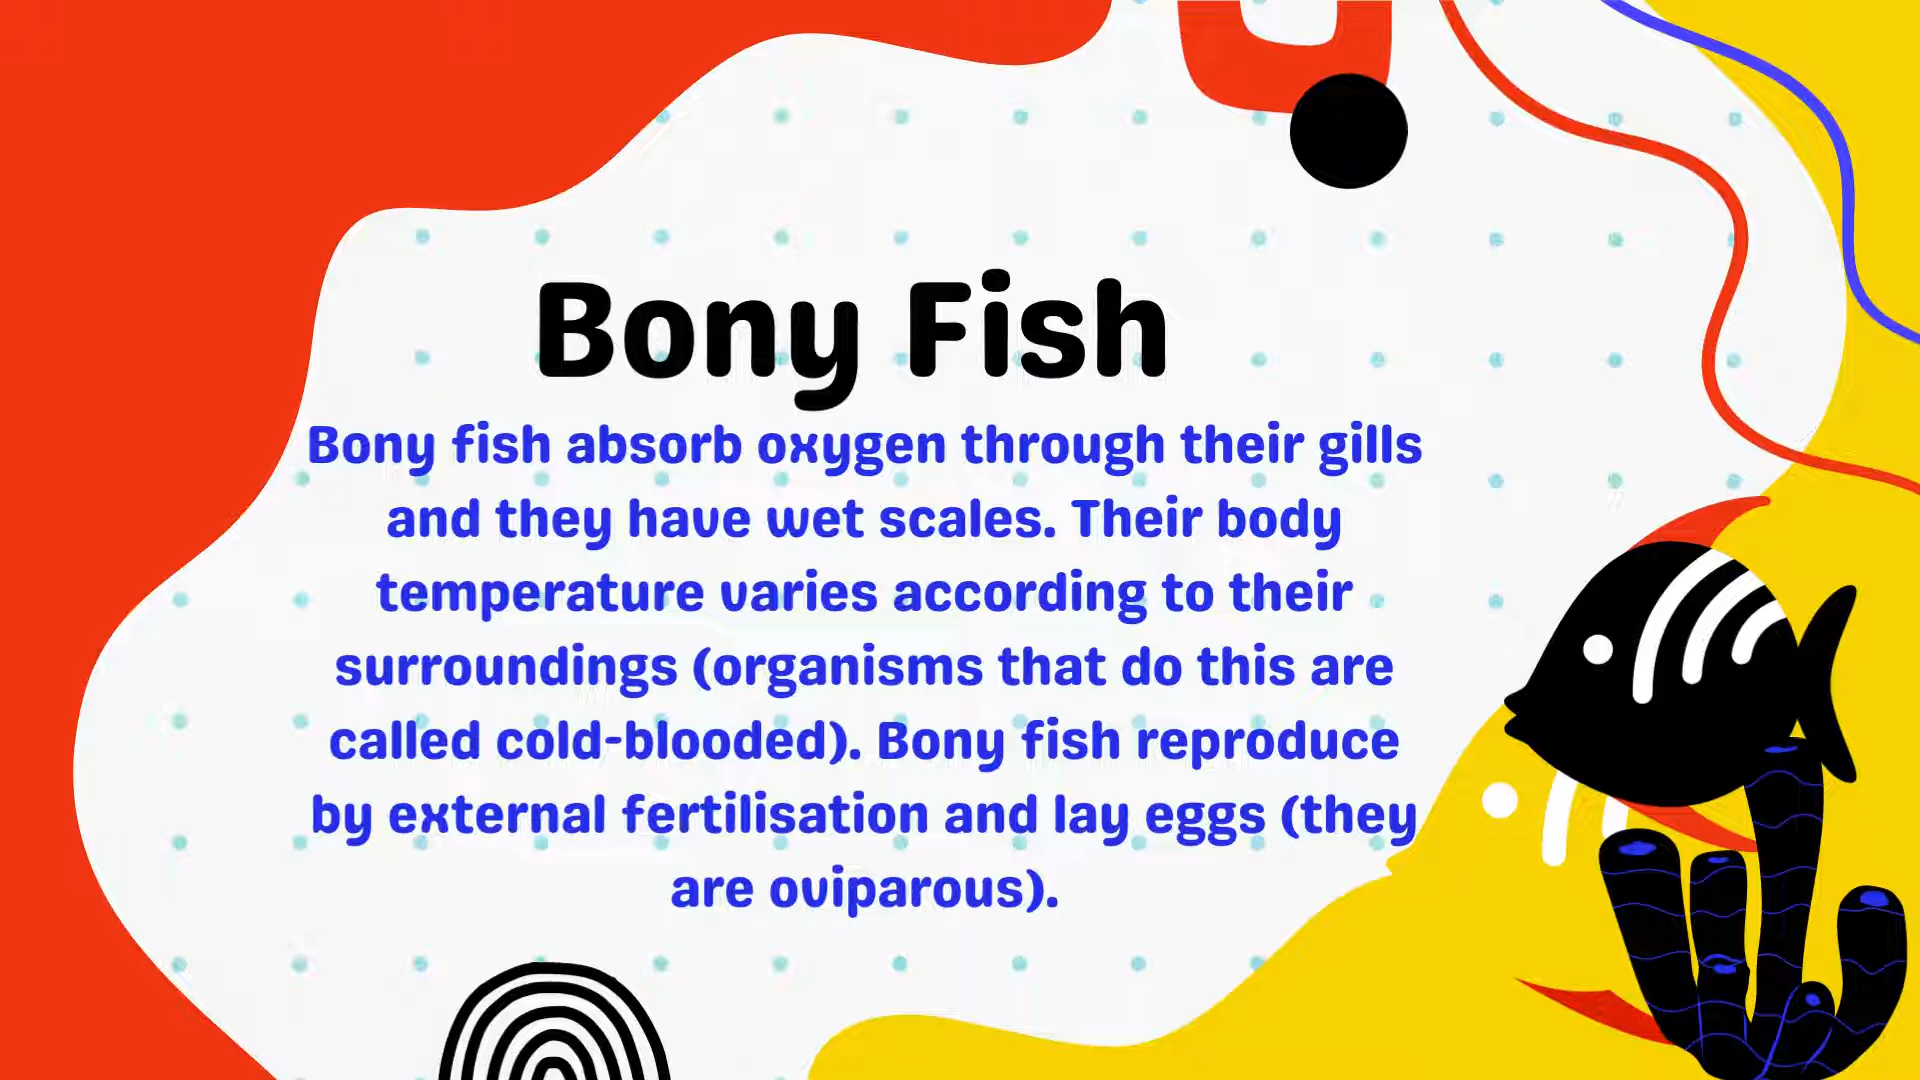 Bony Fish
Bony fish absorb oxygen through their gills
and they have wet scales. Their body
temperature varies according to their
surroundings (organisms that do this are
called cold-blooded). Bony fish reproduce
by external fertilisation and lay eggs (they
are oviparous).